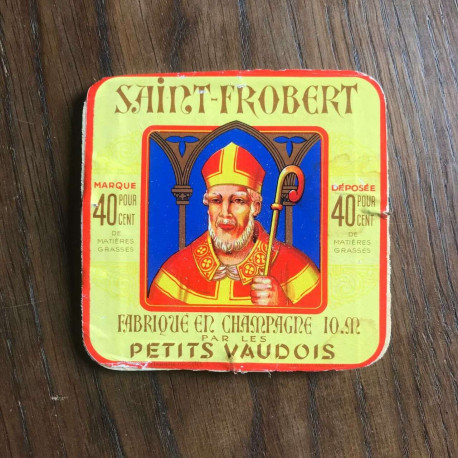 SAINT-FROBERT
MARQUE
40 POUR CENT
DE
MATIÈRES
GRASSES
DÉPOSÉE
40 POUR CENT
DE
MATIÈRES
GRASSES
FABRIQUE EN CHAMPAGNE 10.M
PAR LES
PETITS VAUDOIS